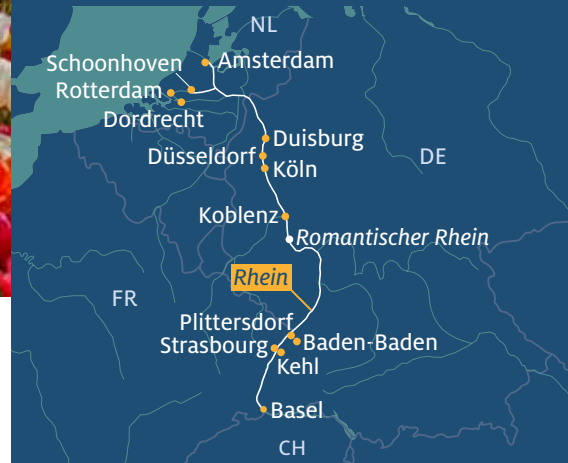 NL
Schoonhoven
Amsterdam
Rotterdam
Dordrecht
Duisburg
Düsseldorf
DE
Köln
Koblenz
Romantischer Rhein
Rhein
FR
Plittersdorf
Strasbourg
Baden-Baden
Kehl
Basel
CH